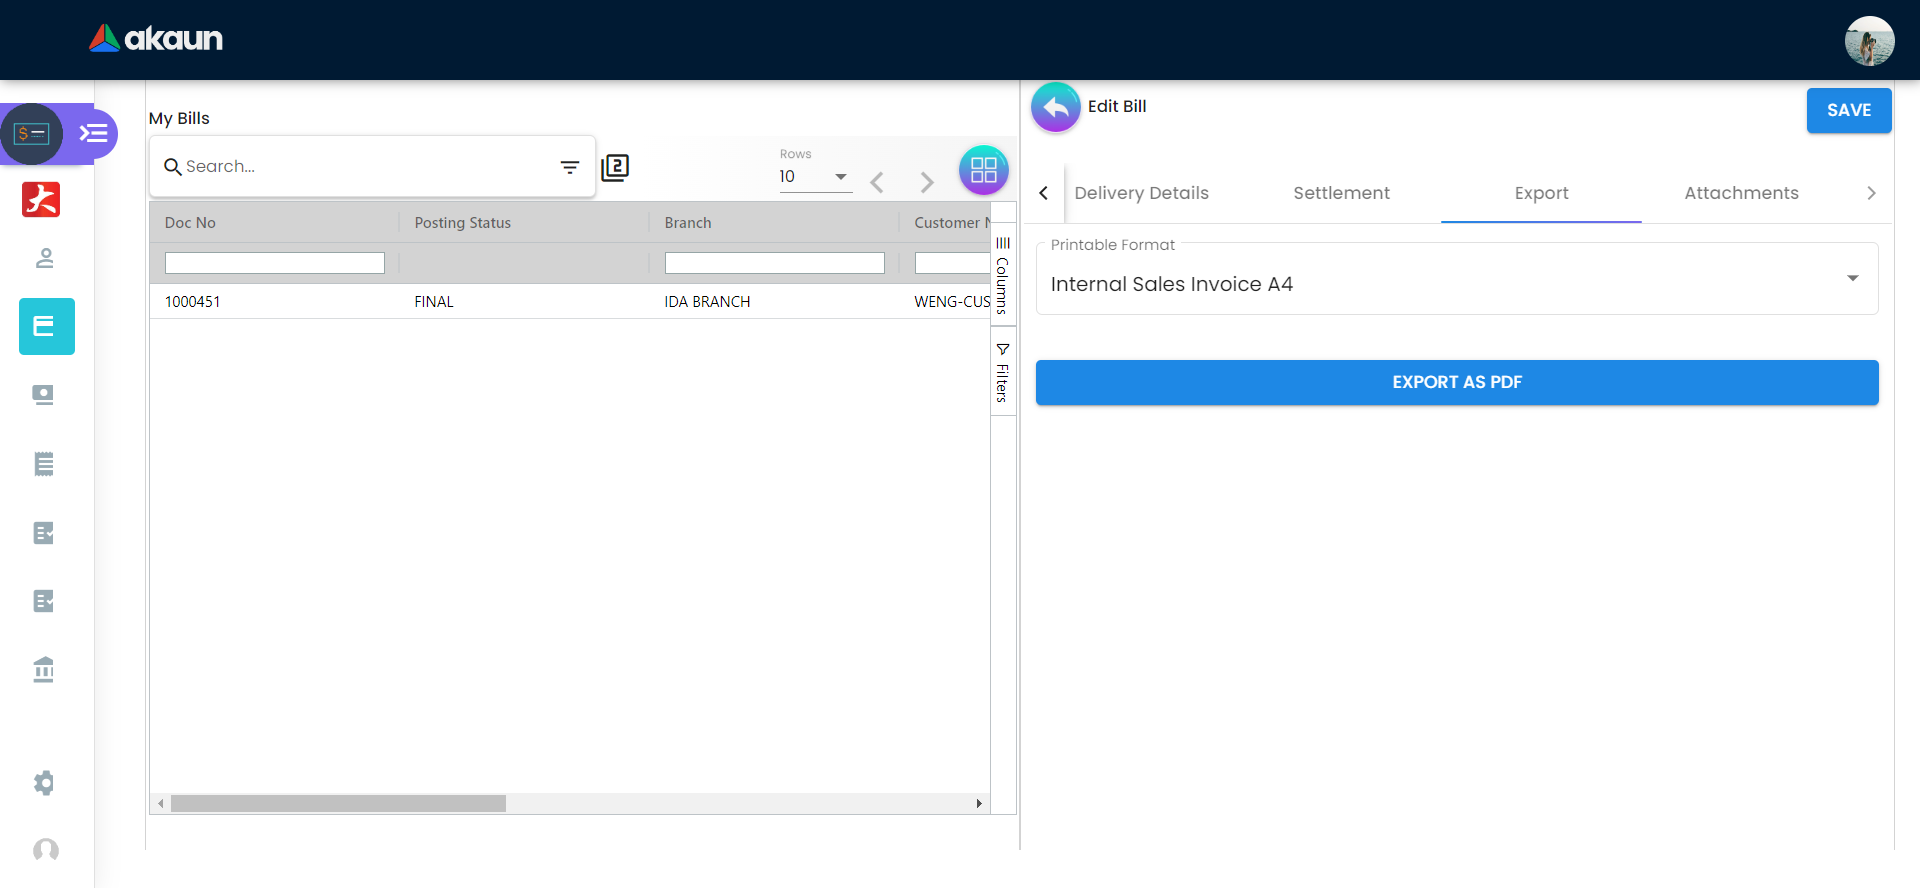 akaun
My Bills
Search...
2
Rows
10
Doc No
Posting Status
Branch
Customer N
1000451
FINAL
IDA BRANCH
WENG-CUS
Columns
Filters
Edit Bill
SAVE
Delivery Details
Settlement
Export
Attachments
Printable Format
Internal Sales Invoice A4
EXPORT AS PDF